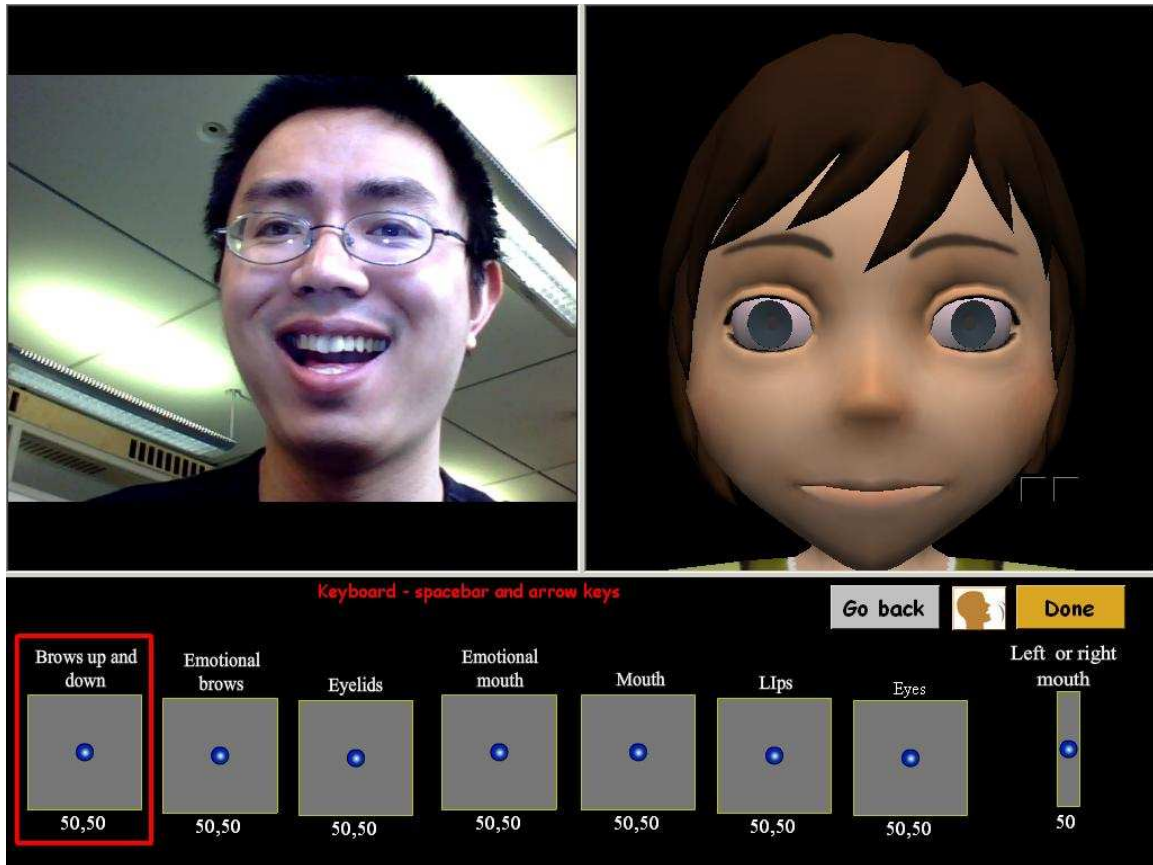 Keyboard - spacebar and arrow keys
Go back
Done
Brows up and
down
Emotional
brows
Eyelids
Emotional
mouth
Mouth
LIps
Eyes
Left or right
mouth
50,50
50,50
50,50
50,50
50,50
50,50
50,50
50